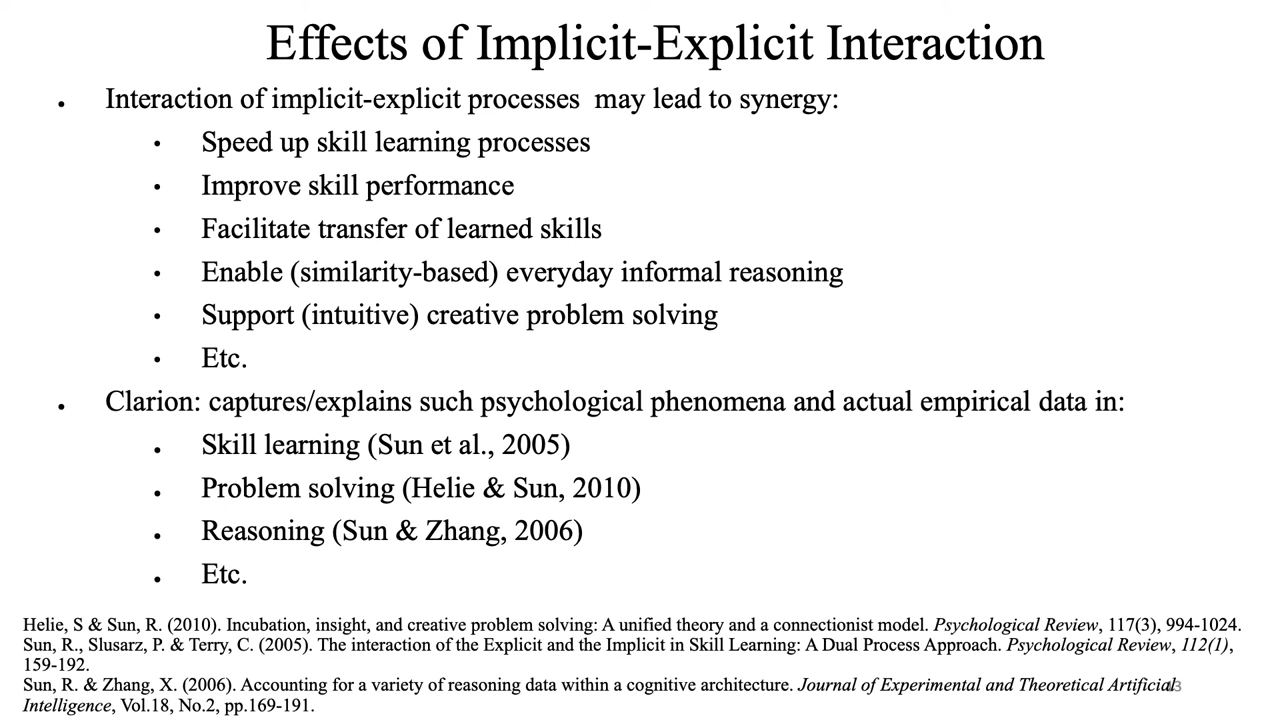 Effects of Implicit-Explicit Interaction
• Interaction of implicit-explicit processes may lead to synergy:
• Speed up skill learning processes
• Improve skill performance
• Facilitate transfer of learned skills
• Enable (similarity-based) everyday informal reasoning
• Support (intuitive) creative problem solving
• Etc.
• Clarion: captures/explains such psychological phenomena and actual empirical data in:
• Skill learning (Sun et al., 2005)
• Problem solving (Helie & Sun, 2010)
• Reasoning (Sun & Zhang, 2006)
• Etc.
Helie, S & Sun, R. (2010). Incubation, insight, and creative problem solving: A unified theory and a connectionist model. Psychological Review, 117(3), 994-1024.
Sun, R., Slusarz, P. & Terry, C. (2005). The interaction of the Explicit and the Implicit in Skill Learning: A Dual Process Approach. Psychological Review, 112(1),
159-192.
Sun, R. & Zhang, X. (2006). Accounting for a variety of reasoning data within a cognitive architecture. Journal of Experimental and Theoretical Artificial
Intelligence, Vol.18, No.2, pp.169-191.